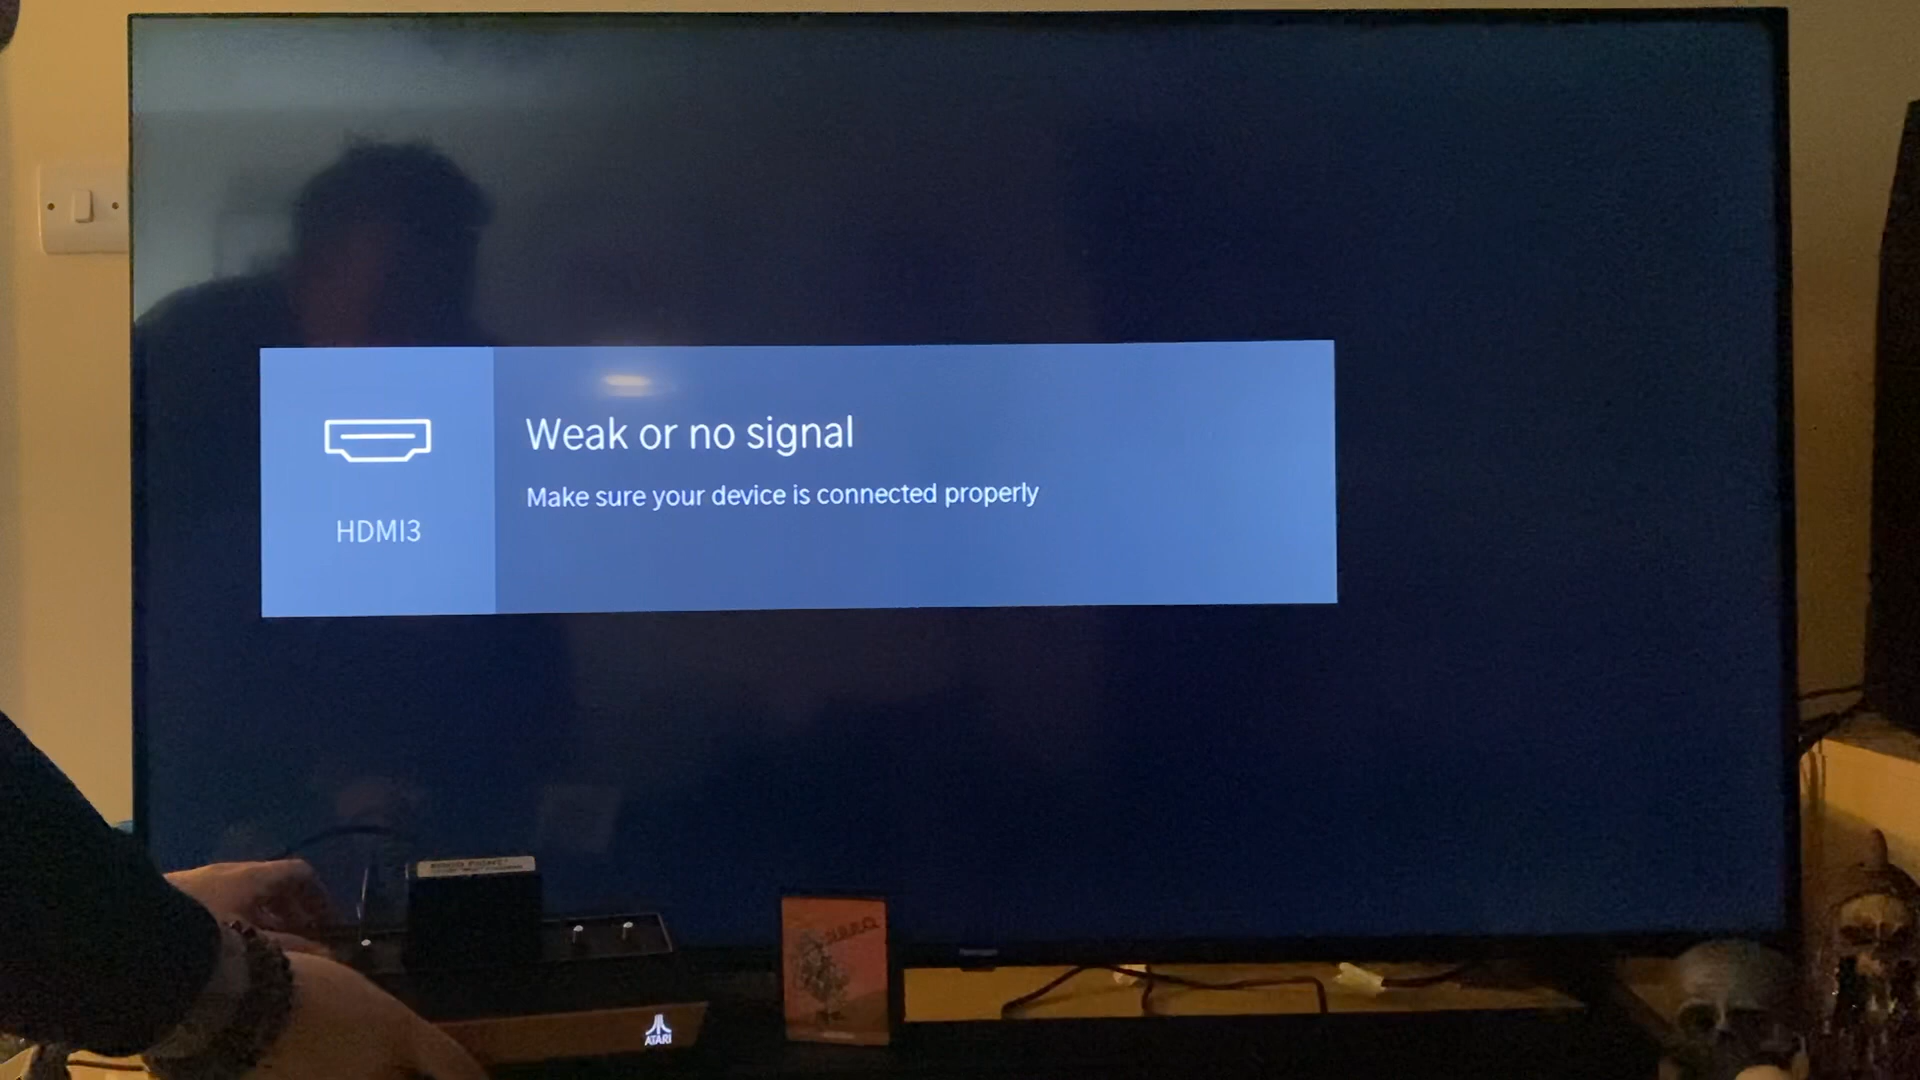 Weak or no signal
Make sure your device is connected properly
HDMI3
ATARI